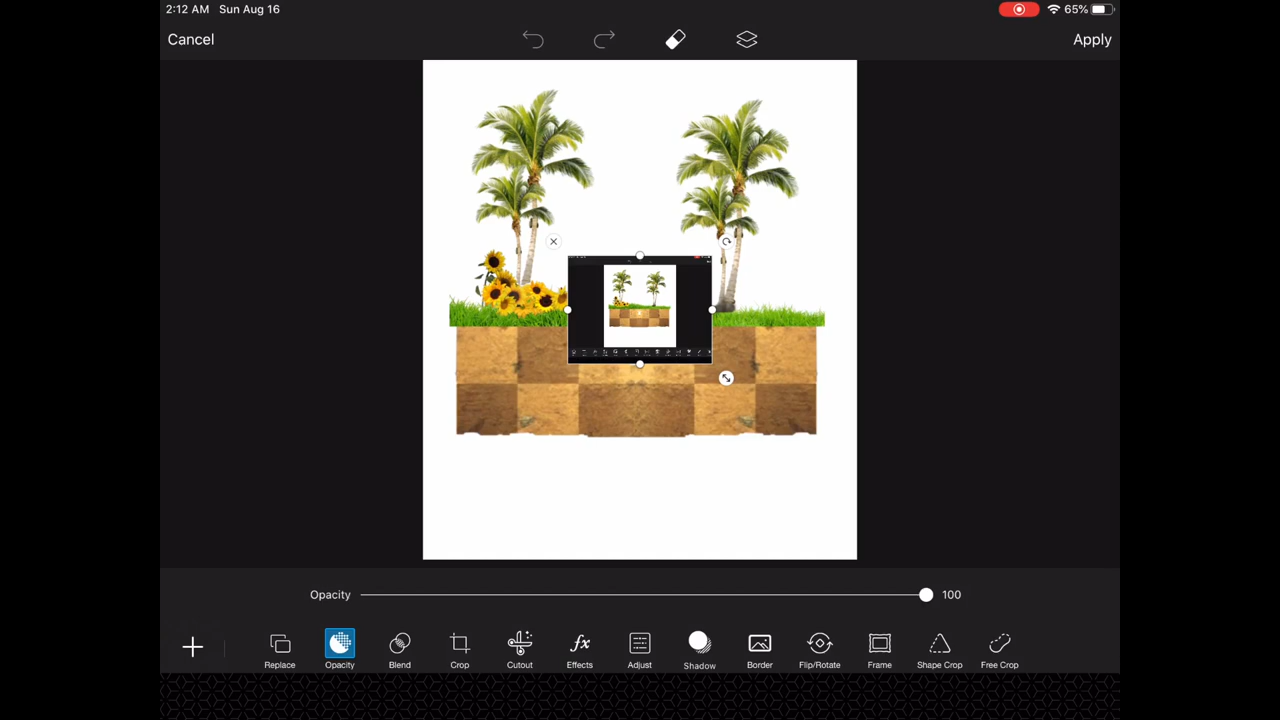 2:12 AM Sun Aug 16 65%
Cancel Apply
Opacity 100
Replace Opacity Blend Crop Cutout Effects Adjust Shadow Border Flip/Rotate Frame Shape Crop Free Crop